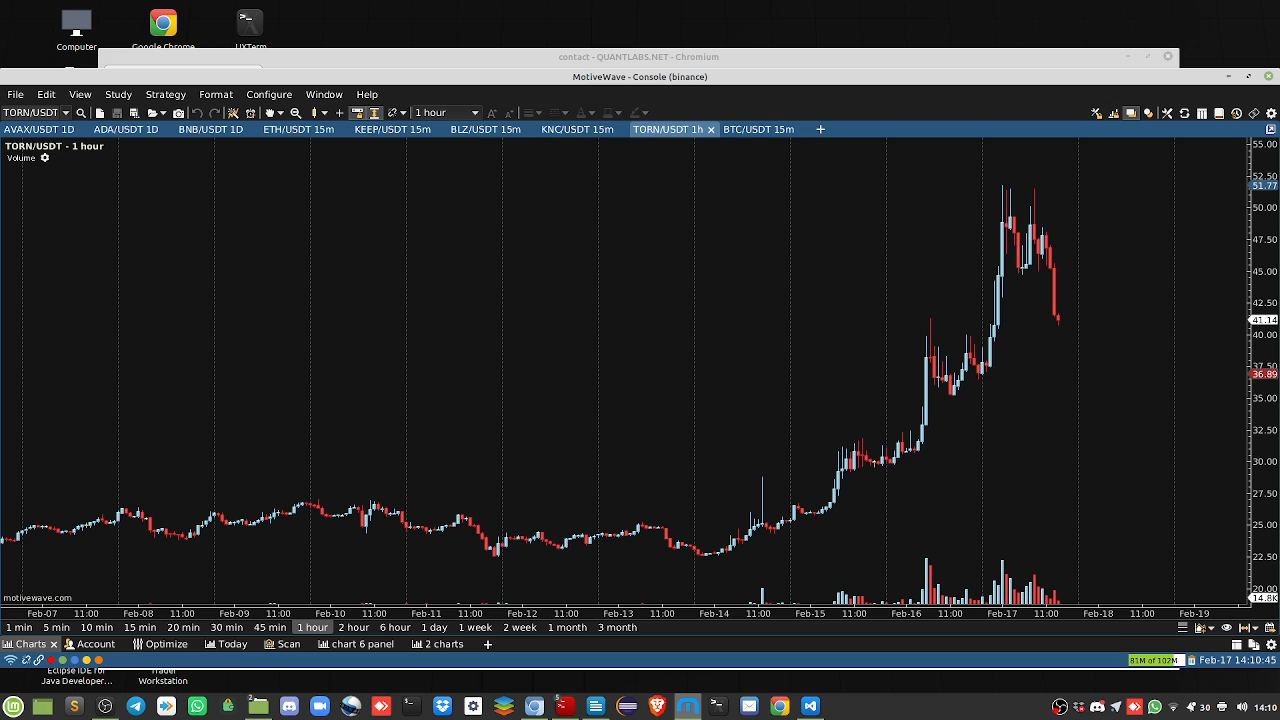 Computer
Google Chrome
UXTerm
contact - QUANTLABS.NET - Chromium
MotiveWave - Console (binance)
File Edit View Study Strategy Format Configure Window Help
TORN/USDT 1 hour
AVAX/USDT 1D ADA/USDT 1D BNB/USDT 1D ETH/USDT 15m KEEP/USDT 15m BLZ/USDT 15m KNC/USDT 15m TORN/USDT 1h BTC/USDT 15m
TORN/USDT - 1 hour
Volume
55.00
52.50
51.77
50.00
47.50
45.00
42.50
41.14
40.00
36.89
35.00
32.50
30.00
27.50
25.00
22.50
20.00
14.8K
motivewave.com
Feb-07 11:00 Feb-08 11:00 Feb-09 11:00 Feb-10 11:00 Feb-11 11:00 Feb-12 11:00 Feb-13 11:00 Feb-14 11:00 Feb-15 11:00 Feb-16 11:00 Feb-17 11:00 Feb-18 11:00 Feb-19
1 min 5 min 10 min 15 min 20 min 30 min 45 min 1 hour 2 hour 6 hour 1 day 1 week 2 week 1 month 3 month
Charts Account Optimize Today Scan chart 6 panel 2 charts
81M of 102M Feb-17 14:10:45
Eclipse IDE for
Java Developer...
Trader
Workstation
30 14:10